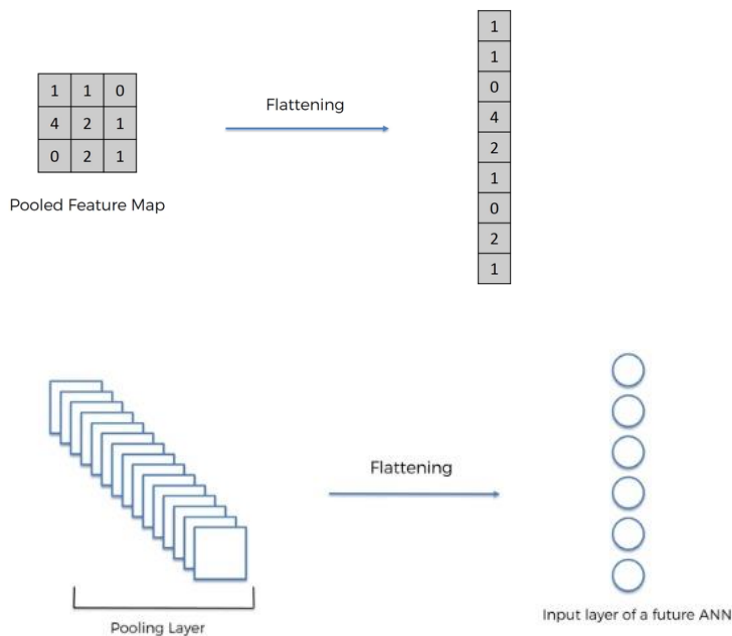 1 1 0
4 2 1
0 2 1
Pooled Feature Map
Flattening
1
1
0
4
2
1
0
2
1
Pooling Layer
Flattening
Input layer of a future ANN